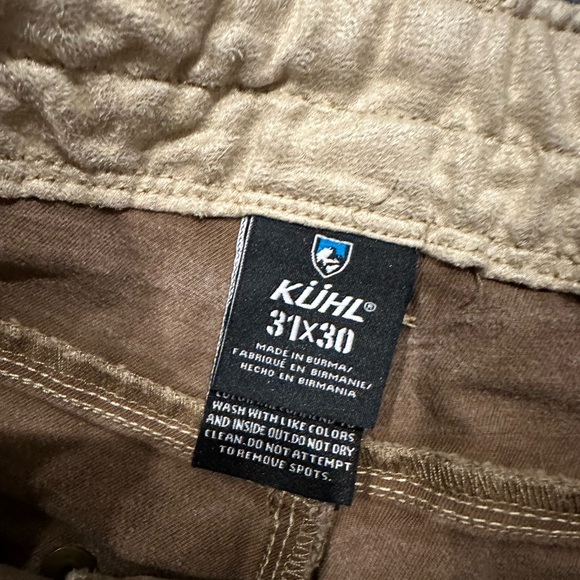 KÜHL®
31X30
MADE IN BURMA/
FABRIQUÉ EN BIRMANIE/
HECHO EN BIRMANIA
WASH WITH LIKE COLORS
AND INSIDE OUT.DO NOT DRY
CLEAN.DO NOT ATTEMPT
TO REMOVE SPOTS.